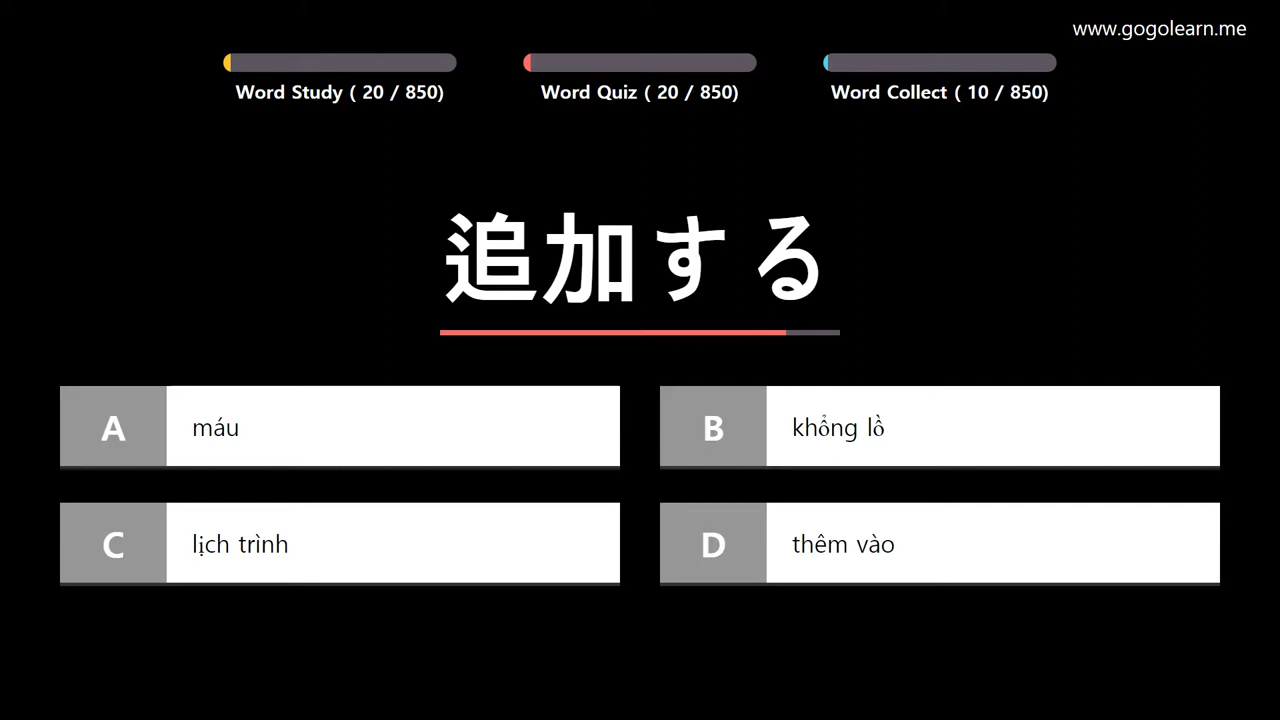 www.gogolearn.me
Word Study ( 20 / 850)
Word Quiz ( 20 / 850)
Word Collect ( 10 / 850)
追加する
A
máu
B
khổng lồ
C
lịch trình
D
thêm vào